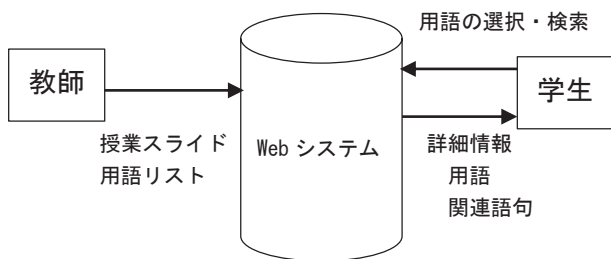 用語の選択・検索
教師
学生
授業スライド
用語リスト
Web システム
詳細情報
用語
関連語句